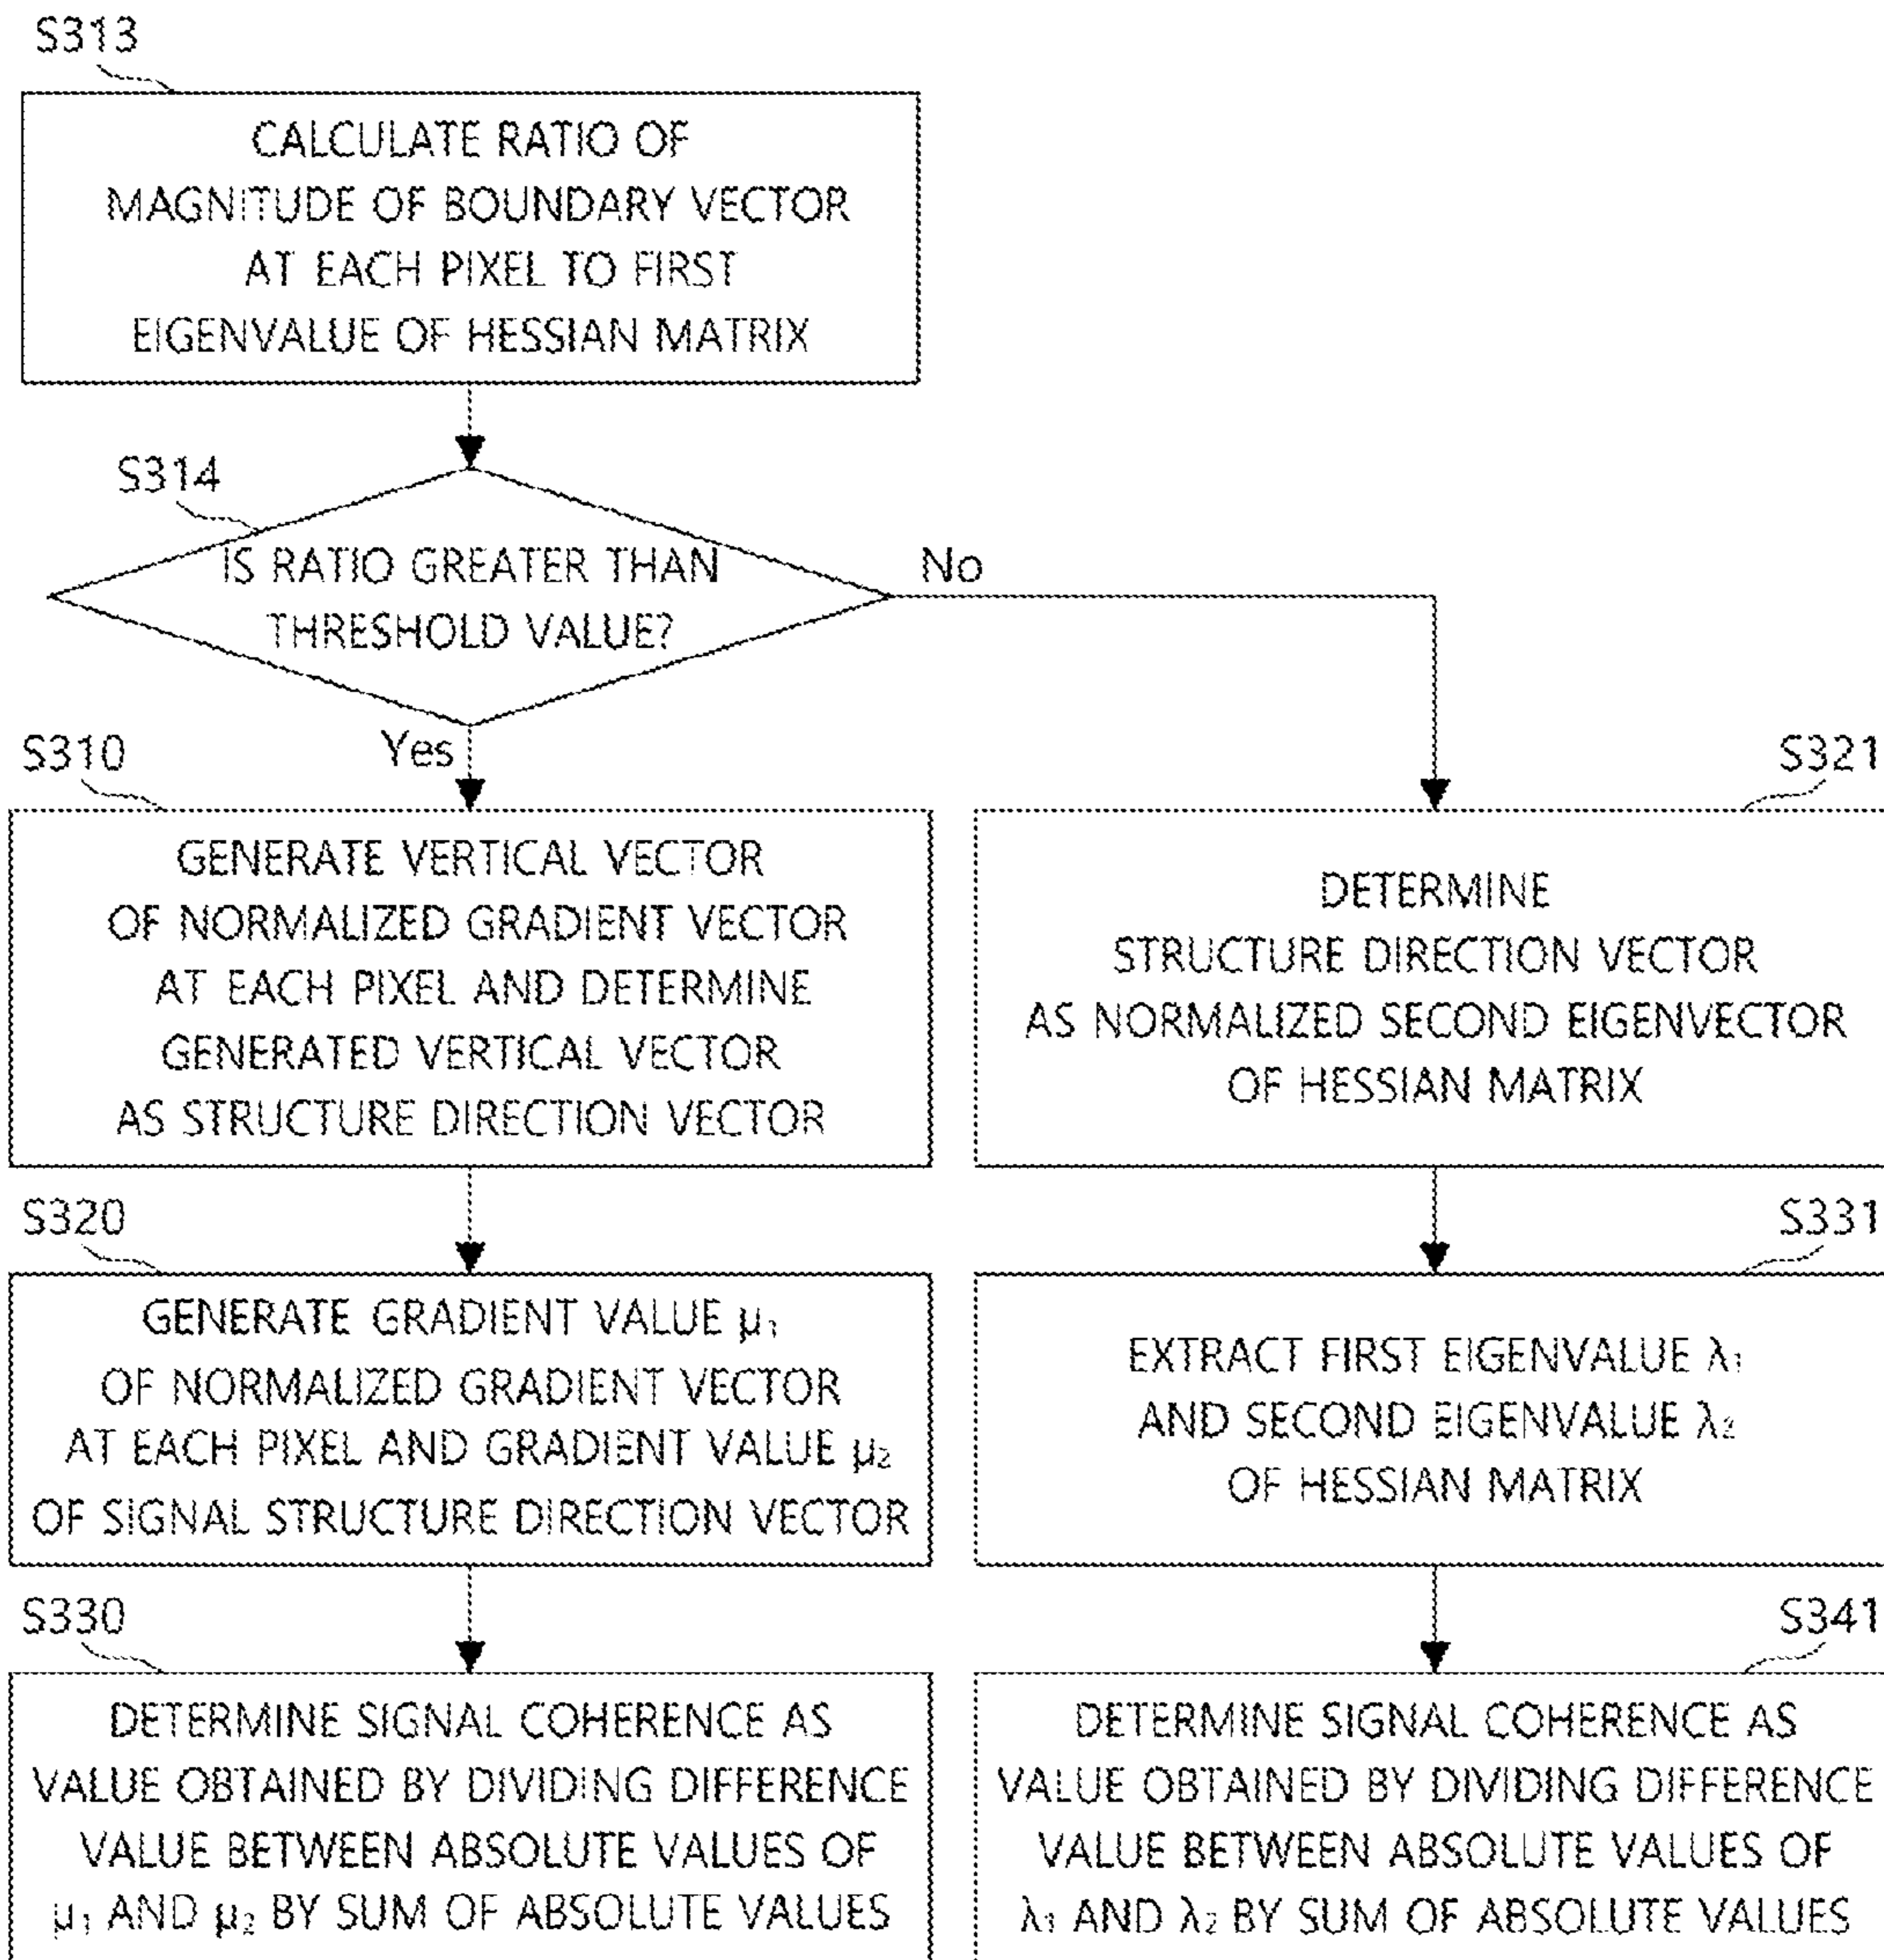 S313
CALCULATE RATIO OF
MAGNITUDE OF BOUNDARY VECTOR
AT EACH PIXEL TO FIRST
EIGENVALUE OF HESSIAN MATRIX
S314
IS RATIO GREATER THAN
THRESHOLD VALUE?
No
Yes
S310
GENERATE VERTICAL VECTOR
OF NORMALIZED GRADIENT VECTOR
AT EACH PIXEL AND DETERMINE
GENERATED VERTICAL VECTOR
AS STRUCTURE DIRECTION VECTOR
S321
DETERMINE
STRUCTURE DIRECTION VECTOR
AS NORMALIZED SECOND EIGENVECTOR
OF HESSIAN MATRIX
S320
GENERATE GRADIENT VALUE μ₁
OF NORMALIZED GRADIENT VECTOR
AT EACH PIXEL AND GRADIENT VALUE μ₂
OF SIGNAL STRUCTURE DIRECTION VECTOR
S331
EXTRACT FIRST EIGENVALUE λ₁
AND SECOND EIGENVALUE λ₂
OF HESSIAN MATRIX
S330
DETERMINE SIGNAL COHERENCE AS
VALUE OBTAINED BY DIVIDING DIFFERENCE
VALUE BETWEEN ABSOLUTE VALUES OF
μ₁ AND μ₂ BY SUM OF ABSOLUTE VALUES
S341
DETERMINE SIGNAL COHERENCE AS
VALUE OBTAINED BY DIVIDING DIFFERENCE
VALUE BETWEEN ABSOLUTE VALUES OF
λ₁ AND λ₂ BY SUM OF ABSOLUTE VALUES